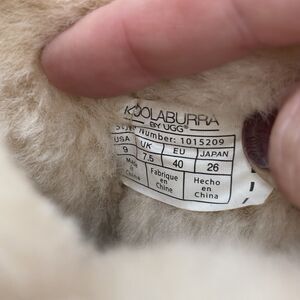 KOOLABURRA
BY UGG®
Style Number: 1015209
USA UK EU JAPAN
9 7.5 40 26
Made in China Fabriqué en Chine Hecho en China